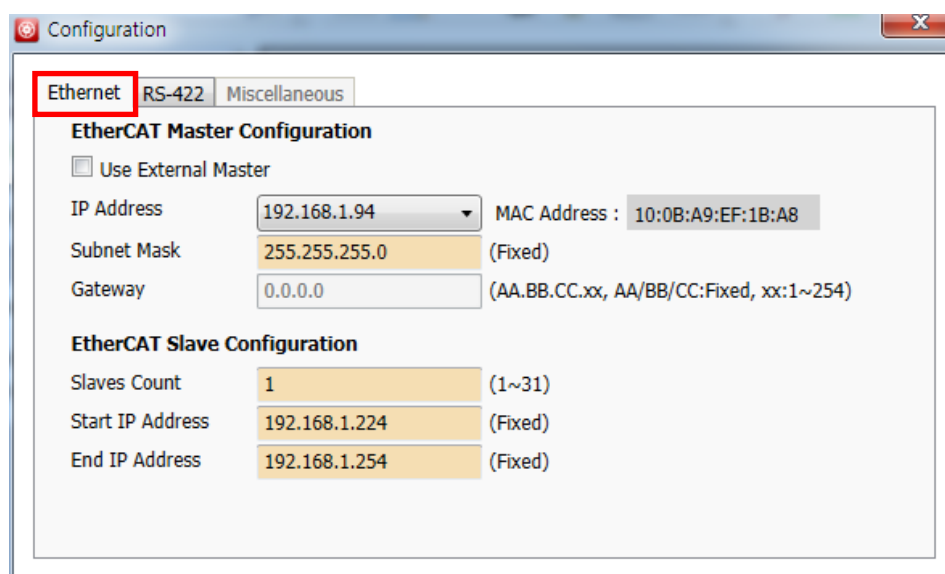 Configuration
Ethernet RS-422 Miscellaneous
EtherCAT Master Configuration
Use External Master
IP Address 192.168.1.94 MAC Address : 10:0B:A9:EF:1B:A8
Subnet Mask 255.255.255.0 (Fixed)
Gateway 0.0.0.0 (AA.BB.CC.xx, AA/BB/CC:Fixed, xx:1~254)
EtherCAT Slave Configuration
Slaves Count 1 (1~31)
Start IP Address 192.168.1.224 (Fixed)
End IP Address 192.168.1.254 (Fixed)